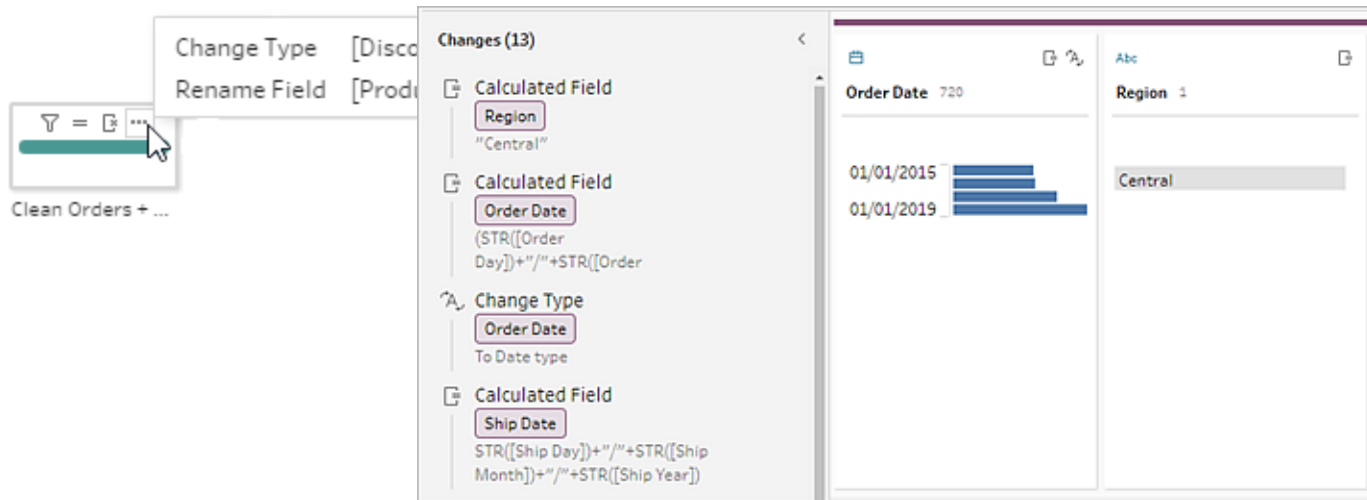 Change Type [Disco
Rename Field [Produ
Clean Orders + ...
Changes (13)
Calculated Field
Region
"Central"
Calculated Field
Order Date
(STR([Order
Day])+"/"+STR([Order
Change Type
Order Date
To Date type
Calculated Field
Ship Date
STR([Ship Day])+"/"+STR([Ship
Month])+"/"+STR([Ship Year])
Order Date 720
01/01/2015
01/01/2019
Abc
Region 1
Central